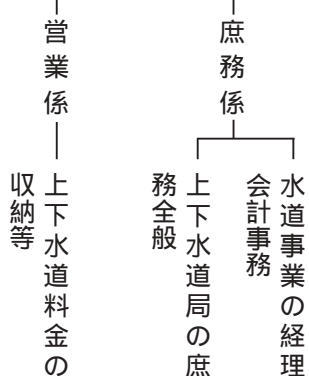 庶務係
水道事業の経理
会計事務
上下水道局の庶
務全般
営業係
上下水道料金の
収納等